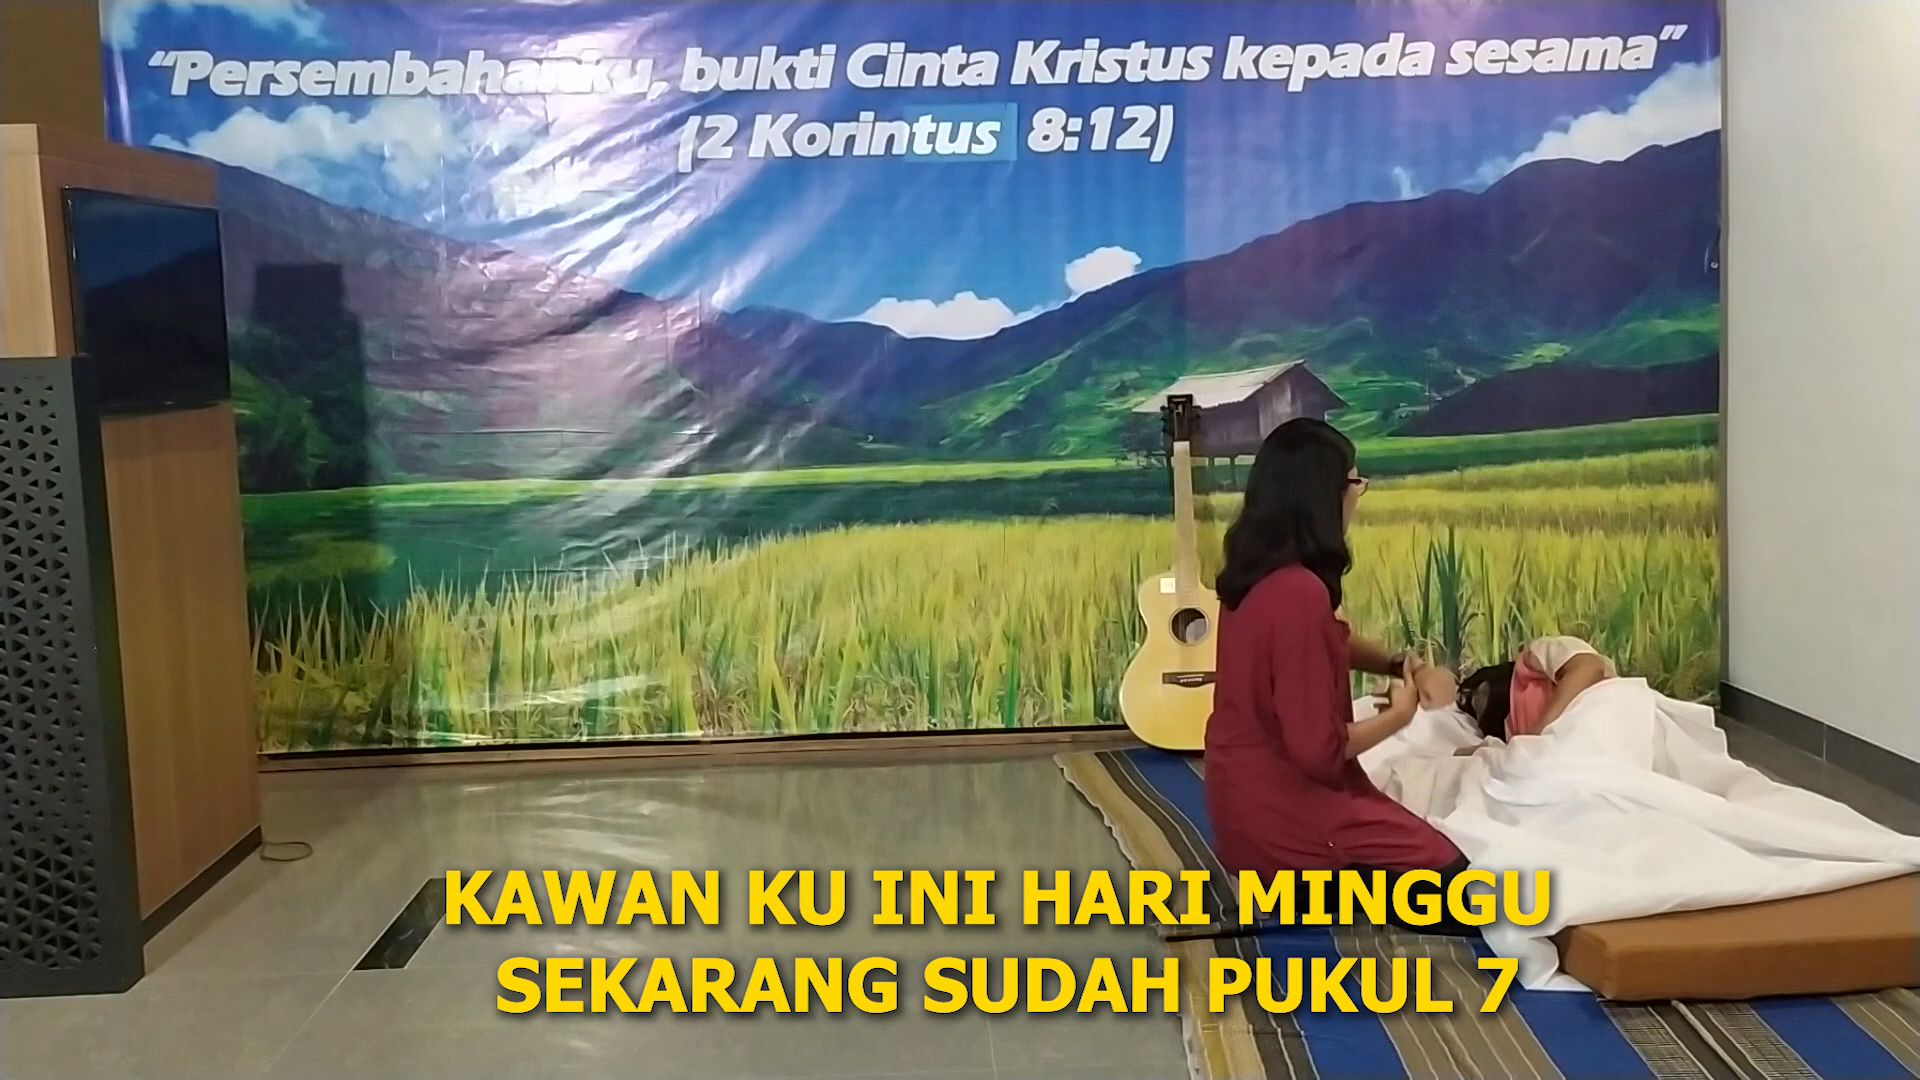 “Persembahanku, bukti Cinta Kristus kepada sesama”
(2 Korintus 8:12)
KAWAN KU INI HARI MINGGU
SEKARANG SUDAH PUKUL 7